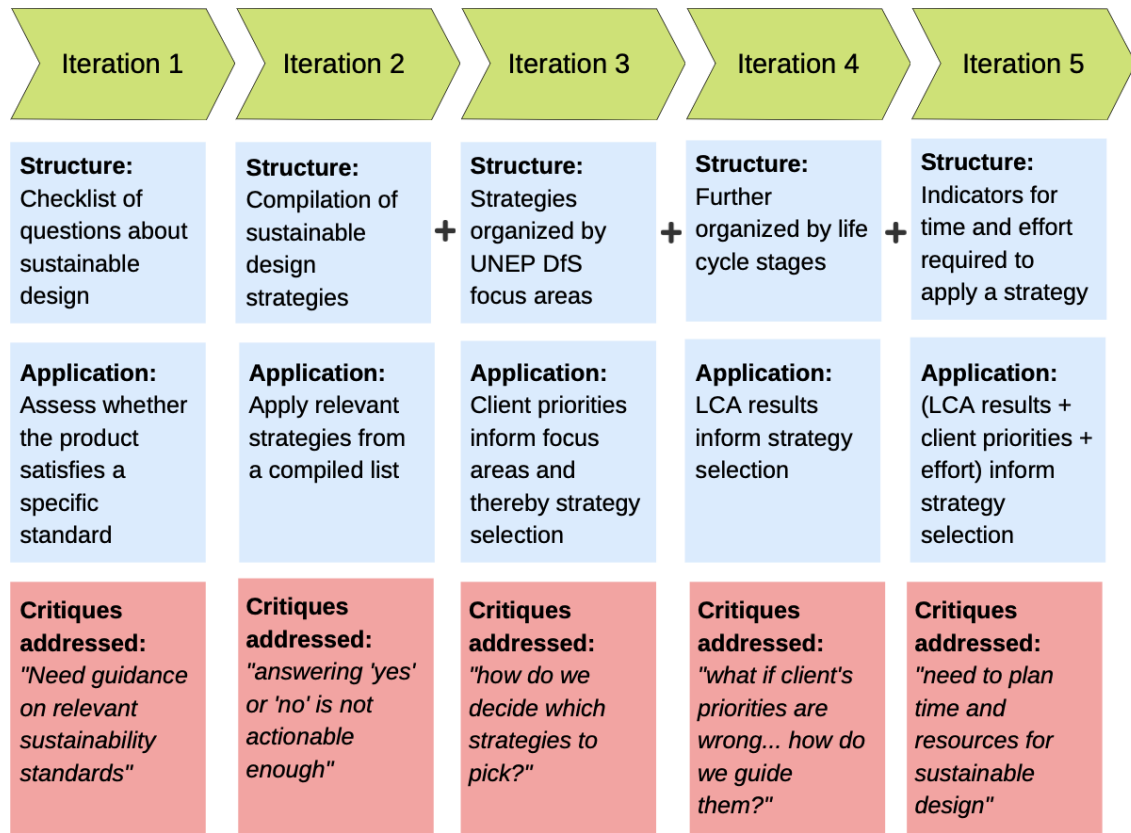 Iteration 1
Iteration 2
Iteration 3
Iteration 4
Iteration 5
Structure:
Checklist of
questions about
sustainable
design
Structure:
Compilation of
sustainable
design
strategies
+
Structure:
Strategies
organized by
UNEP DfS
focus areas
+
Structure:
Further
organized by life
cycle stages
+
Structure:
Indicators for
time and effort
required to
apply a strategy
Application:
Assess whether
the product
satisfies a
specific
standard
Application:
Apply relevant
strategies from
a compiled list
Application:
Client priorities
inform focus
areas and
thereby strategy
selection
Application:
LCA results
inform strategy
selection
Application:
(LCA results +
client priorities +
effort) inform
strategy
selection
Critiques
addressed:
"Need guidance
on relevant
sustainability
standards"
Critiques
addressed:
"answering 'yes'
or 'no' is not
actionable
enough"
Critiques
addressed:
"how do we
decide which
strategies to
pick?"
Critiques
addressed:
"what if client's
priorities are
wrong... how do
we guide
them?"
Critiques
addressed:
"need to plan
time and
resources for
sustainable
design"